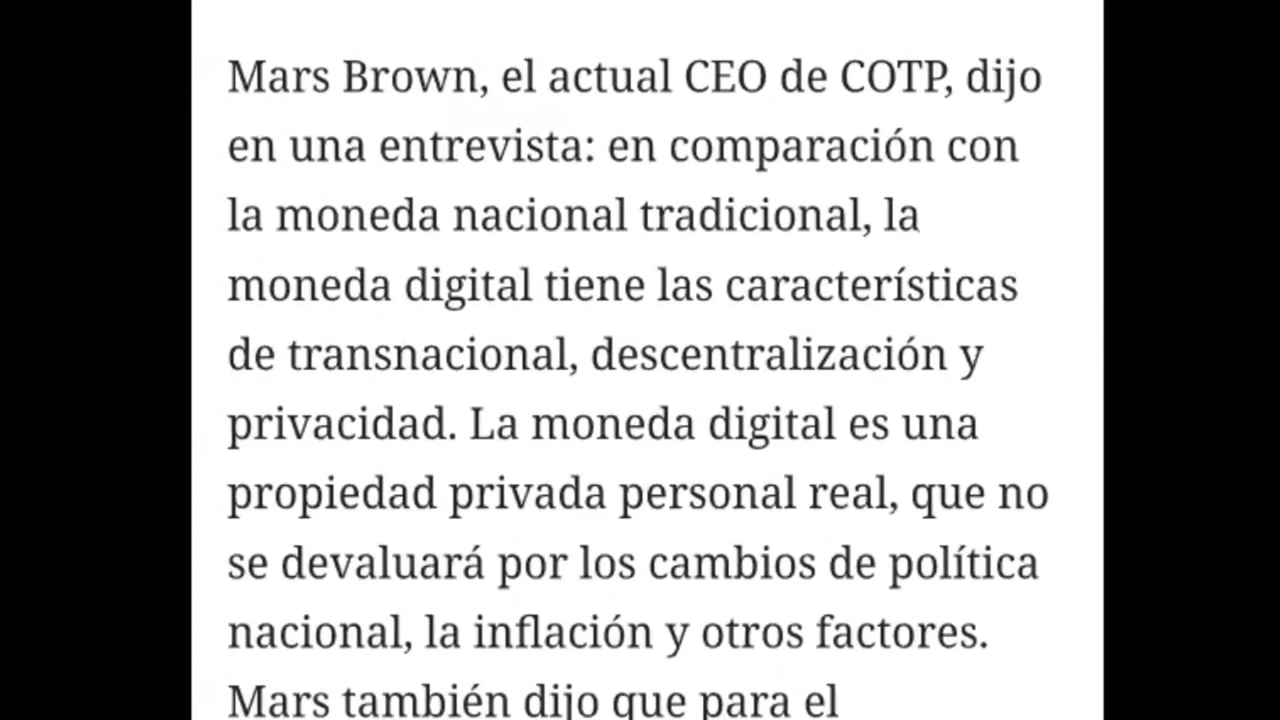 Mars Brown, el actual CEO de COTP, dijo
en una entrevista: en comparación con
la moneda nacional tradicional, la
moneda digital tiene las características
de transnacional, descentralización y
privacidad. La moneda digital es una
propiedad privada personal real, que no
se devaluará por los cambios de política
nacional, la inflación y otros factores.
Mars también dijo que para el